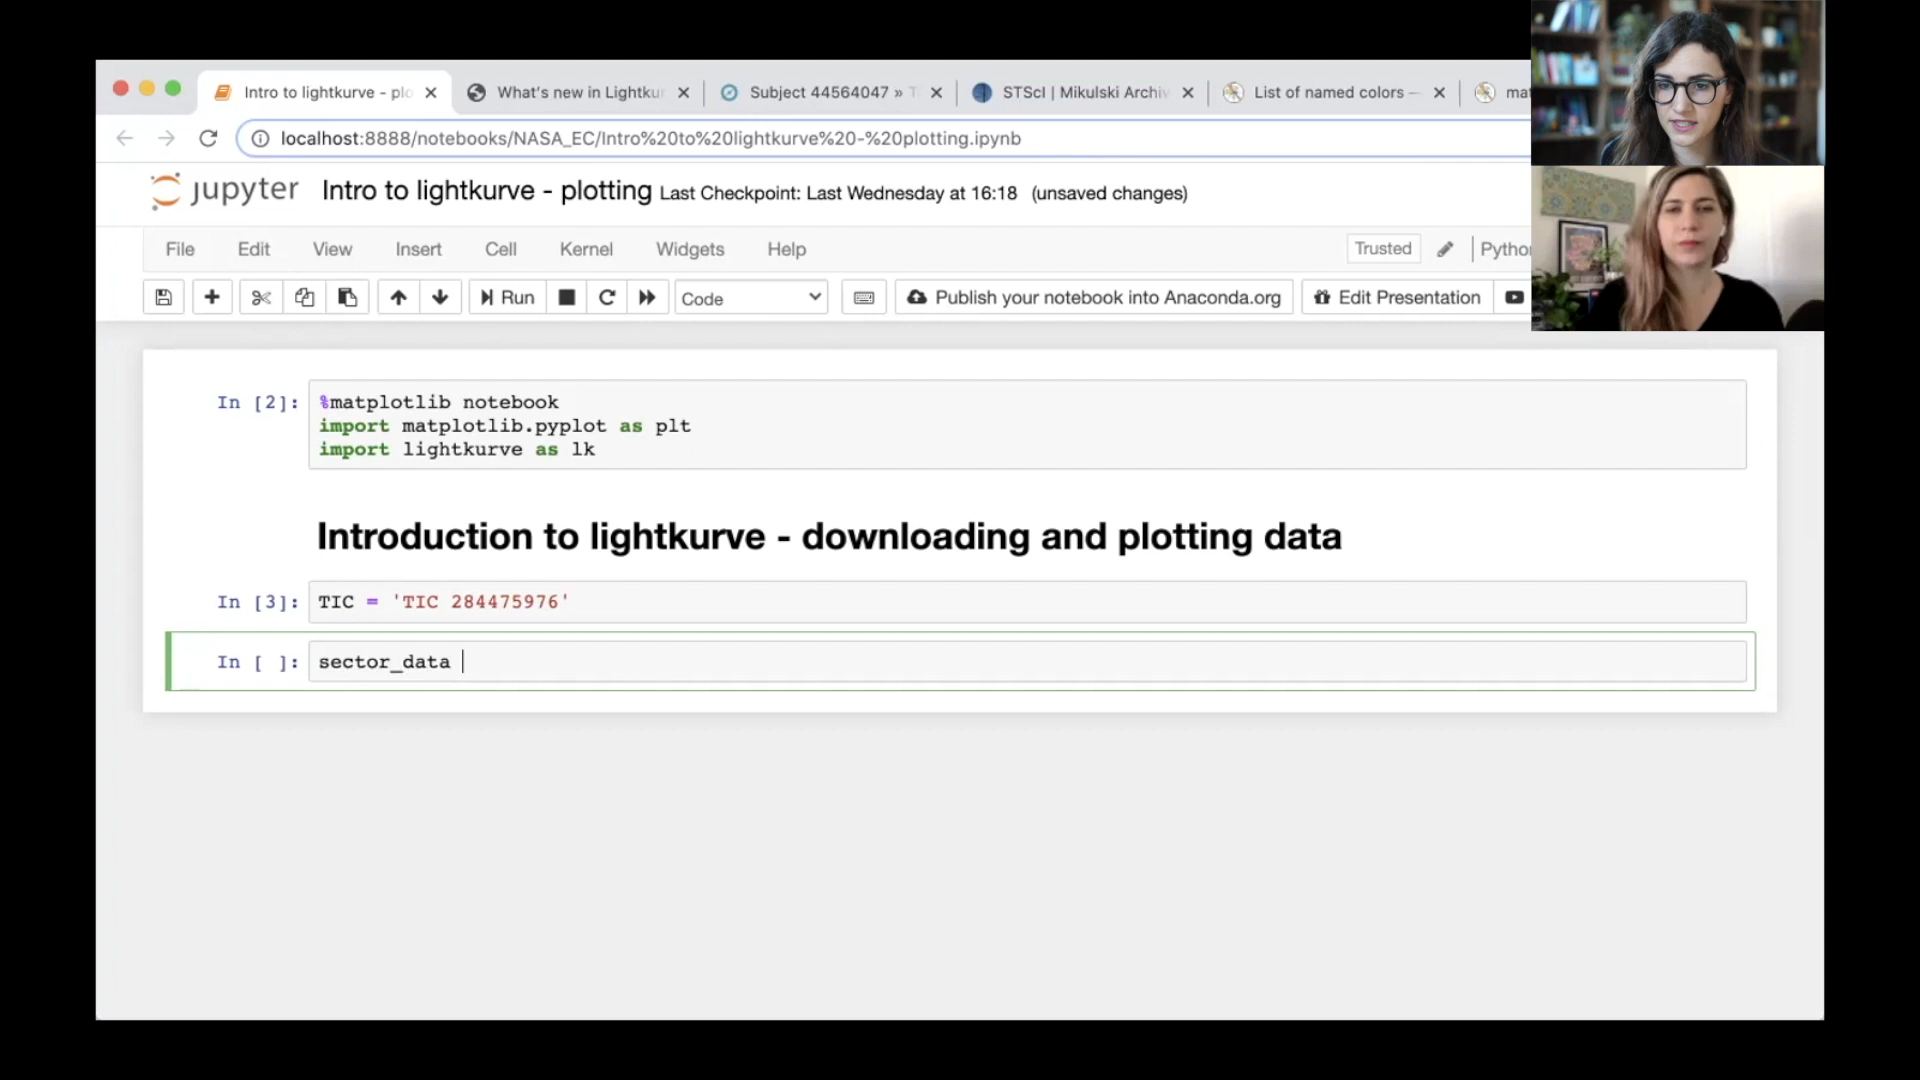 Intro to lightkurve - plo
What's new in Lightkur
Subject 44564047 » T
STScI | Mikulski Archiv
List of named colors —
mat
localhost:8888/notebooks/NASA_EC/Intro%20to%20lightkurve%20-%20plotting.ipynb
jupyter Intro to lightkurve - plotting Last Checkpoint: Last Wednesday at 16:18 (unsaved changes)
File Edit View Insert Cell Kernel Widgets Help Trusted Pytho
Run Code Publish your notebook into Anaconda.org Edit Presentation
In [2]: %matplotlib notebook
import matplotlib.pyplot as plt
import lightkurve as lk
Introduction to lightkurve - downloading and plotting data
In [3]: TIC = 'TIC 284475976'
In [ ]: sector_data